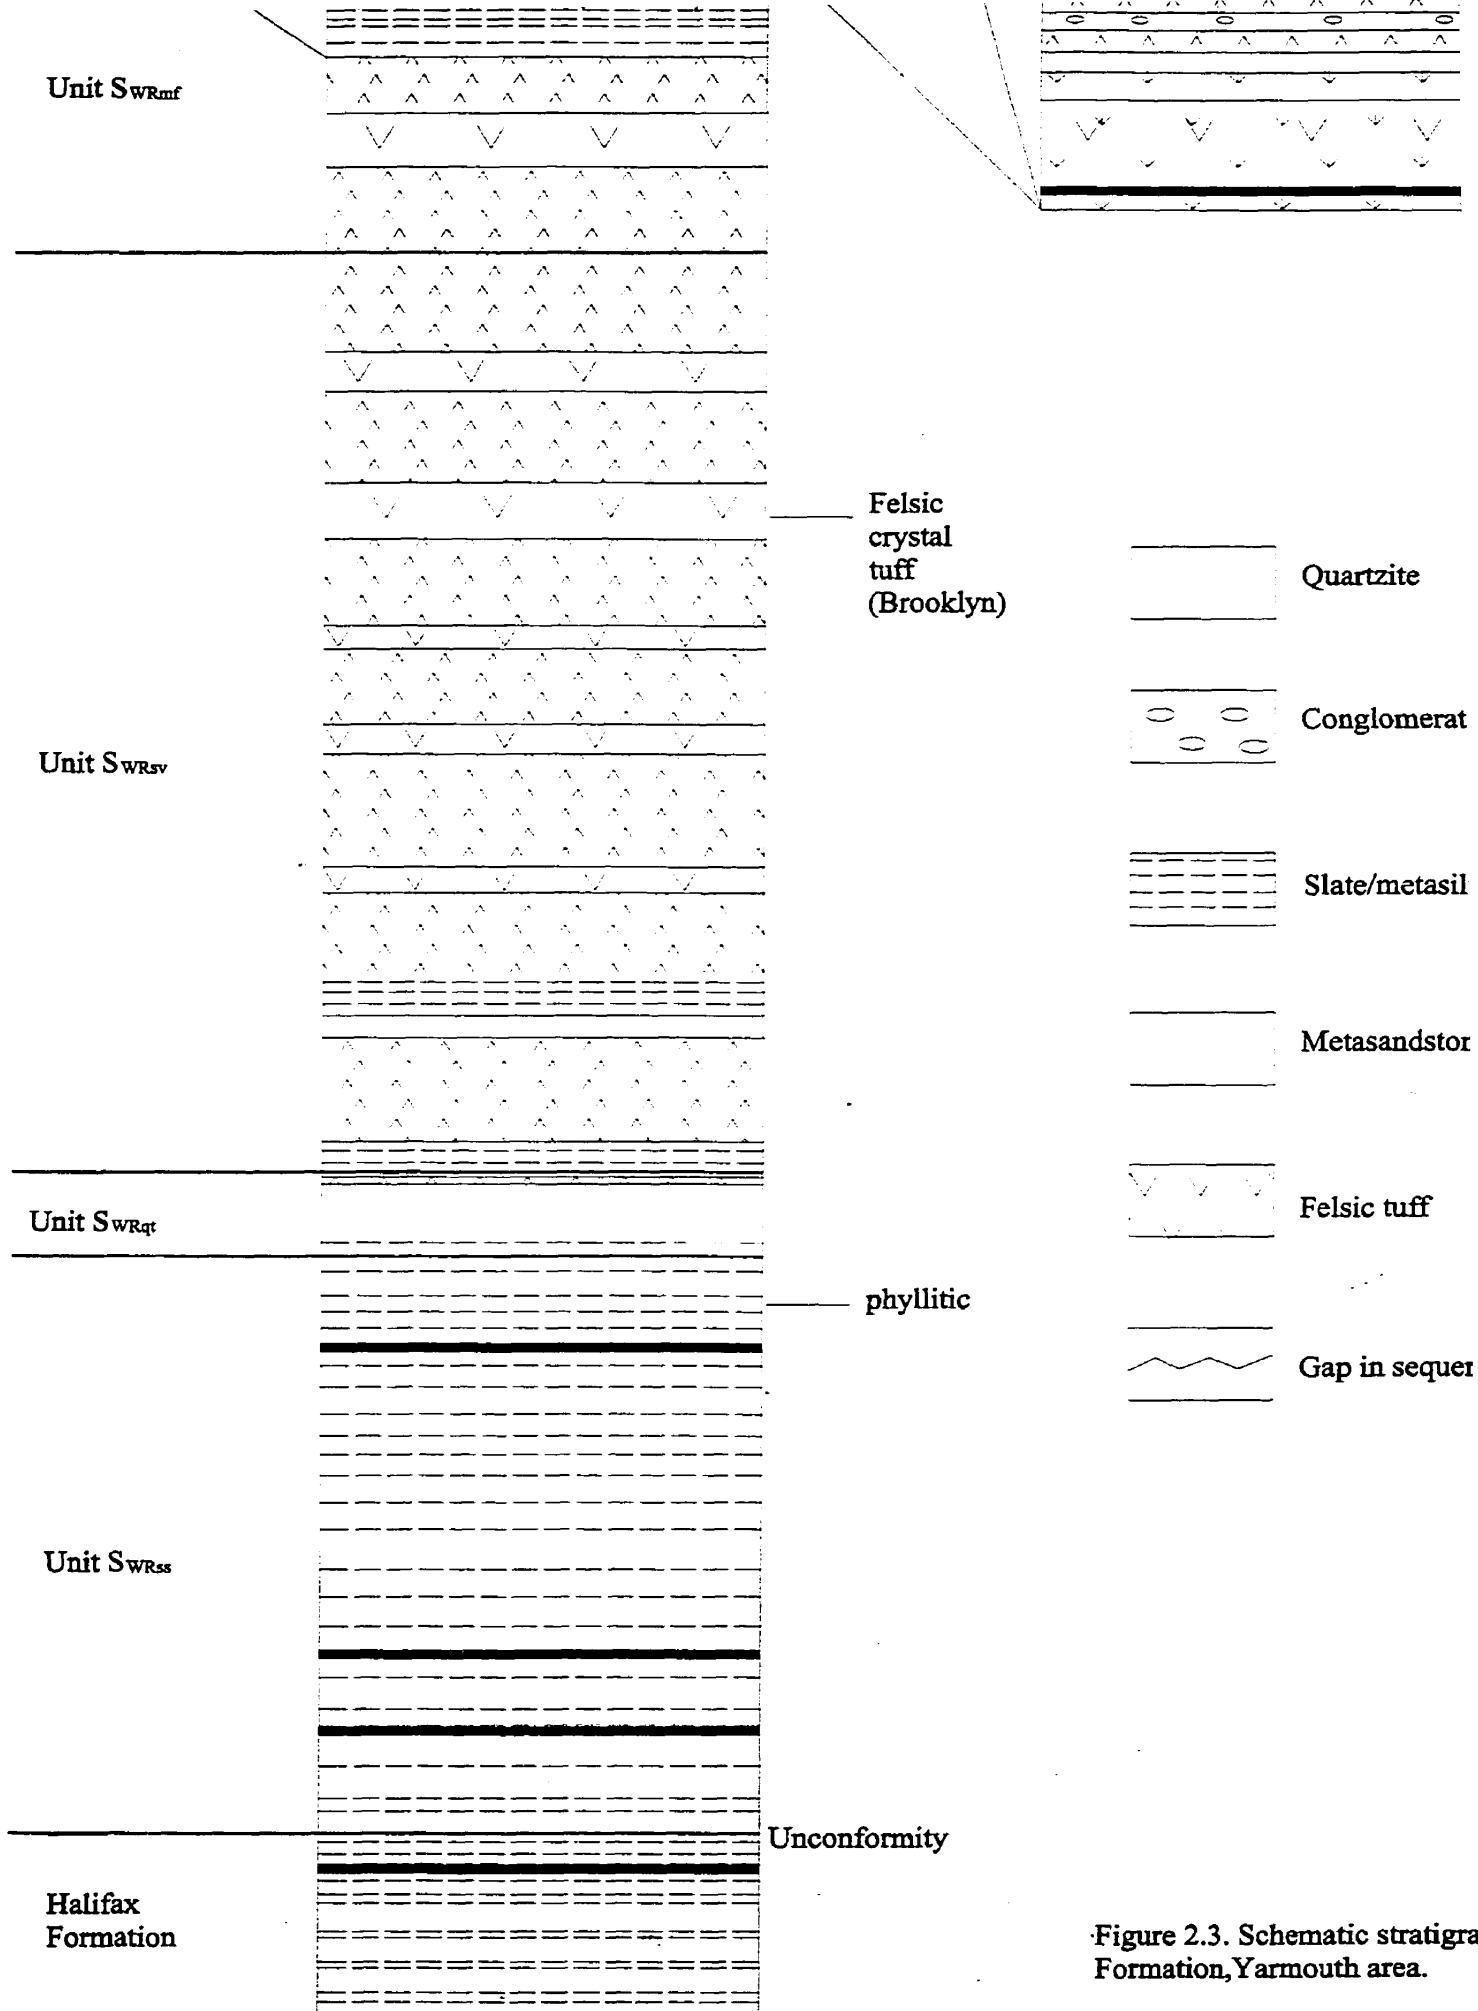 Unit SWRmf
Felsic
crystal
tuff
(Brooklyn)
Unit SWRsv
Unit SWRqt
phyllitic
Unit SWRss
Unconformity
Halifax
Formation
Quartzite
Conglomerat
Slate/metasil
Metasandstor
Felsic tuff
Gap in sequer
Figure 2.3. Schematic stratigra
Formation,Yarmouth area.